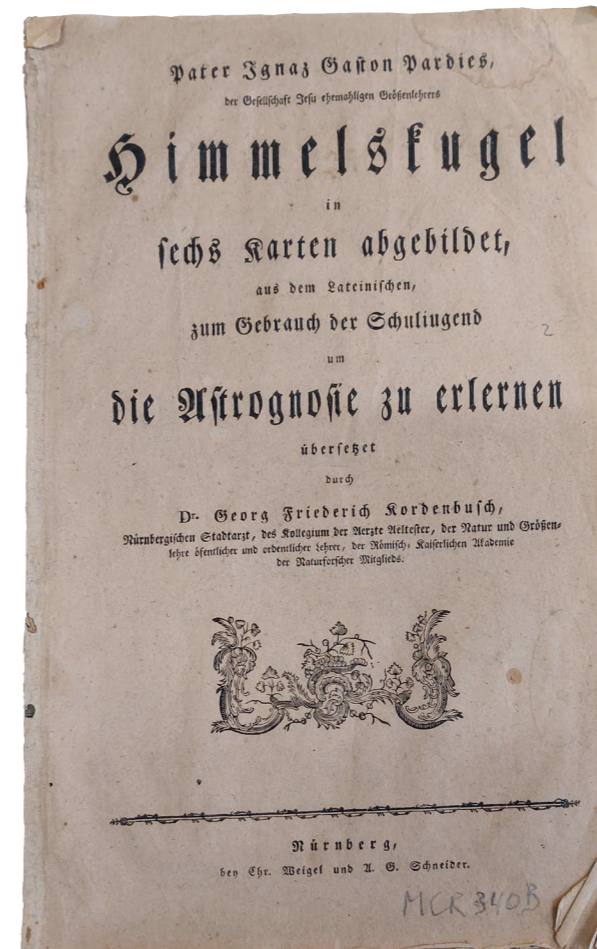 Pater Ignaz Gaston Pardies,
der Gesellschaft Jesu ehemahligen Größenlehrers
Himmelskugel
in
sechs Karten abgebildet,
aus dem Lateinischen,
zum Gebrauch der Schuliugend
2
um
die Astrognosie zu erlernen
übersetzet
durch
Dr. Georg Friederich Kordenbusch,
Nürnbergischen Stadtarzt, des Kollegium der Aerzte Aeltester, der Natur und Größen-
lehre öfentlicher und ordentlicher Lehrer, der Römisch-Kaiserlichen Akademie
der Naturforscher Mitglieds.
Nürnberg,
bey Chr. Weigel und A. G. Schneider.
MCR 340B